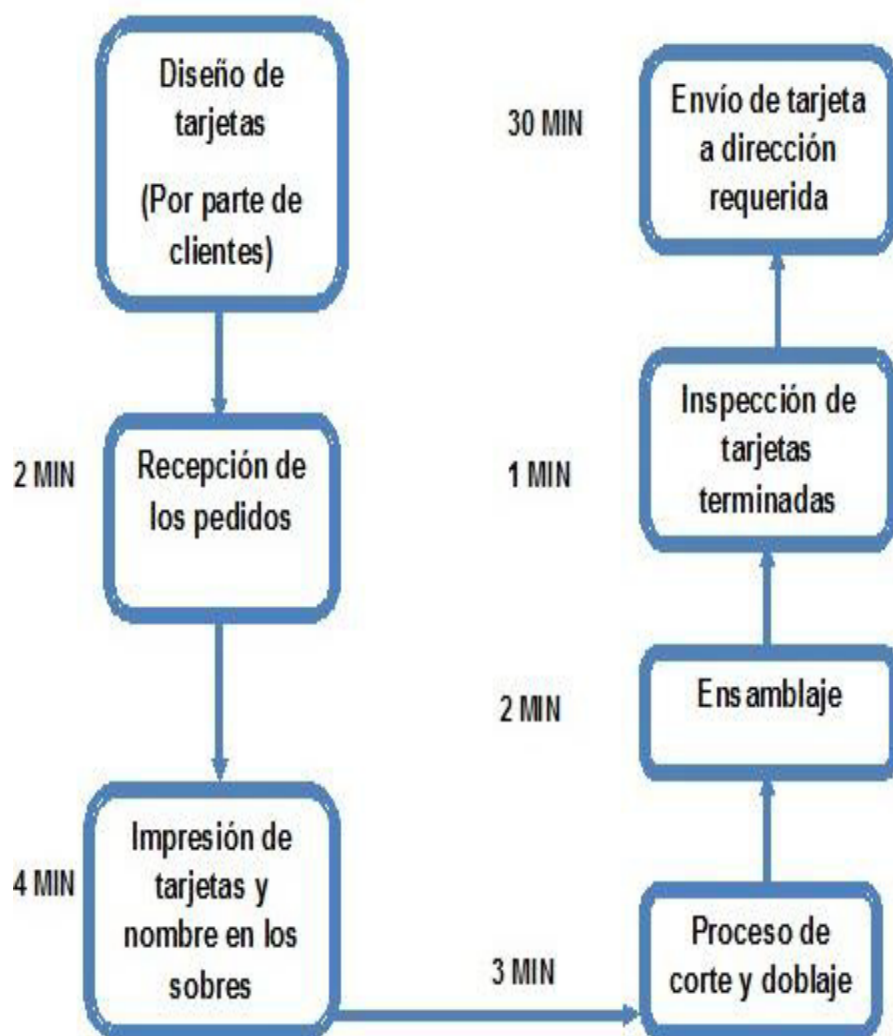 Diseño de
tarjetas
(Por parte de
clientes)
2 MIN
Recepción de
los pedidos
4 MIN
Impresión de
tarjetas y
nombre en los
sobres
3 MIN
Proceso de
corte y doblaje
2 MIN
Ensamblaje
1 MIN
Inspección de
tarjetas
terminadas
30 MIN
Envío de tarjeta
a dirección
requerida